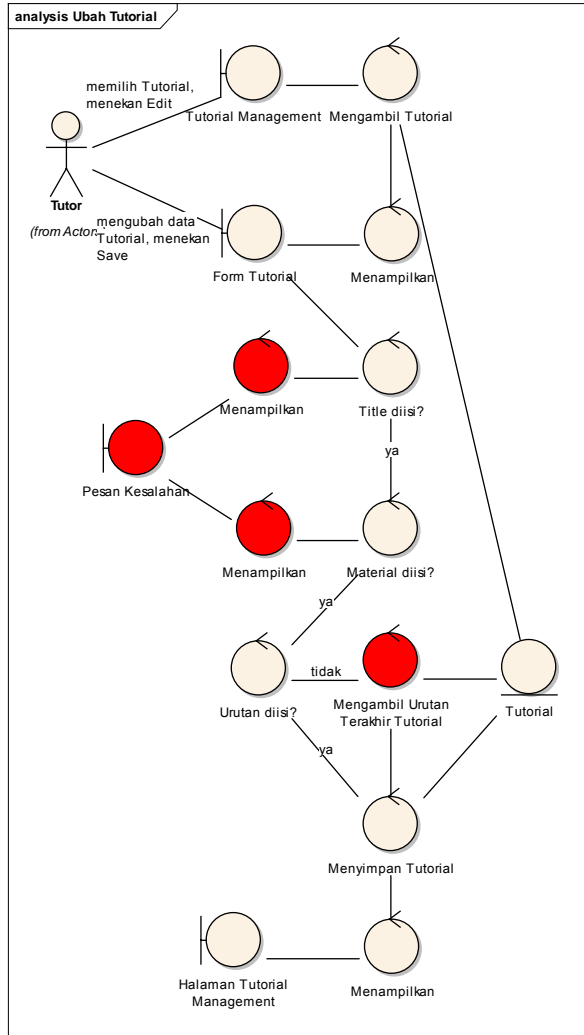 analysis Ubah Tutorial
memilih Tutorial,
menekan Edit
Tutorial Management
Mengambil Tutorial
Tutor
(from Actor
mengubah data
Tutorial, menekan
Save
Form Tutorial
Menampilkan
Menampilkan
Title diisi?
ya
Pesan Kesalahan
Menampilkan
Material diisi?
ya
tidak
Urutan diisi?
Mengambil Urutan
Terakhir Tutorial
Tutorial
ya
Menyimpan Tutorial
Halaman Tutorial
Management
Menampilkan